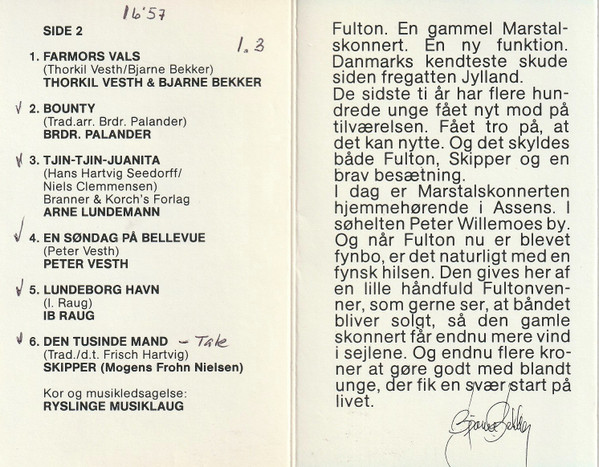 16'57
SIDE 2
1.3
1. FARMORS VALS
(Thorkil Vesth/Bjarne Bekker)
THORKIL VESTH & BJARNE BEKKER
2. BOUNTY
(Trad.arr. Brdr. Palander)
BRDR. PALANDER
3. TJIN-TJIN-JUANITA
(Hans Hartvig Seedorff/
Niels Clemmensen)
Branner & Korch's Forlag
ARNE LUNDEMANN
4. EN SØNDAG PÅ BELLEVUE
(Peter Vesth)
PETER VESTH
5. LUNDEBORG HAVN
(I. Raug)
IB RAUG
6. DEN TUSINDE MAND - Tale
(Trad./d.t. Frisch Hartvig)
SKIPPER (Mogens Frohn Nielsen)
Kor og musikledsagelse:
RYSLINGE MUSIKLAUG
Fulton. En gammel Marstal-
skonnert. En ny funktion.
Danmarks kendteste skude
siden fregatten Jylland.
De sidste ti år har flere hun-
drede unge fået nyt mod på
tilværelsen. Fået tro på, at
det kan nytte. Og det skyldes
både Fulton, Skipper og en
brav besætning.
I dag er Marstalskonnerten
hjemmehørende i Assens. I
søhelten Peter Willemoes by.
Og når Fulton nu er blevet
fynbo, er det naturligt med en
fynsk hilsen. Den gives her af
en lille håndfuld Fultonven-
ner, som gerne ser, at båndet
bliver solgt, så den gamle
skonnert får endnu mere vind
i sejlene. Og endnu flere kro-
ner at gøre godt med blandt
unge, der fik en svær start på
livet.
Bjarne Bekker